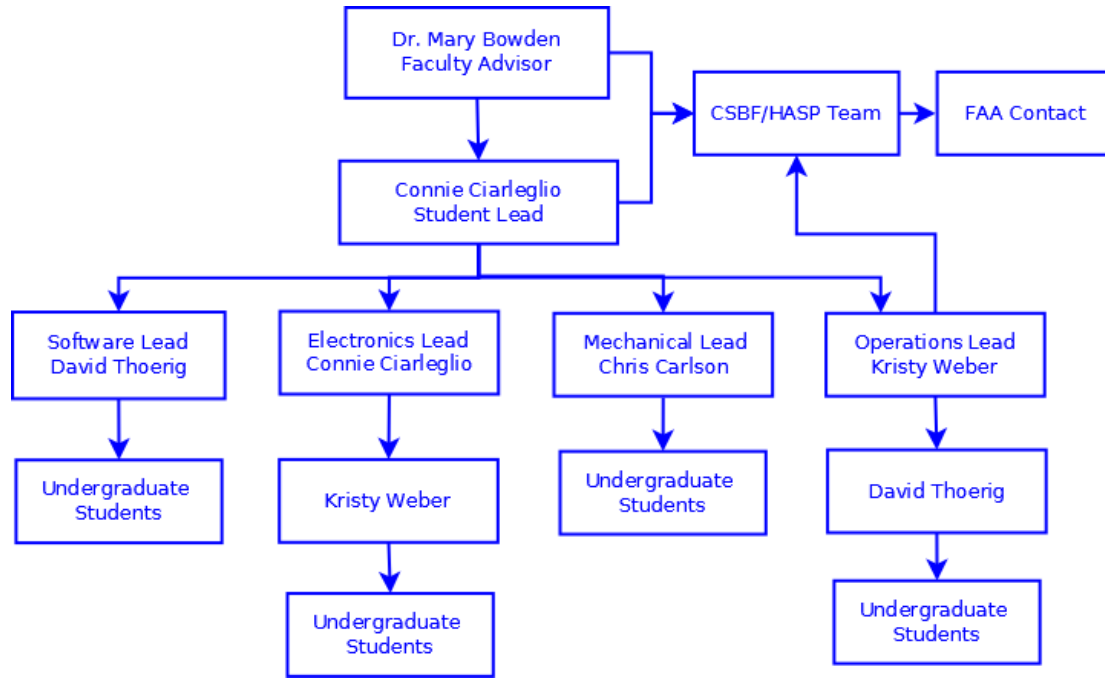 Dr. Mary Bowden
Faculty Advisor
CSBF/HASP Team
FAA Contact
Connie Ciarleglio
Student Lead
Software Lead
David Thoerig
Electronics Lead
Connie Ciarleglio
Mechanical Lead
Chris Carlson
Operations Lead
Kristy Weber
Undergraduate
Students
Kristy Weber
Undergraduate
Students
David Thoerig
Undergraduate
Students
Undergraduate
Students